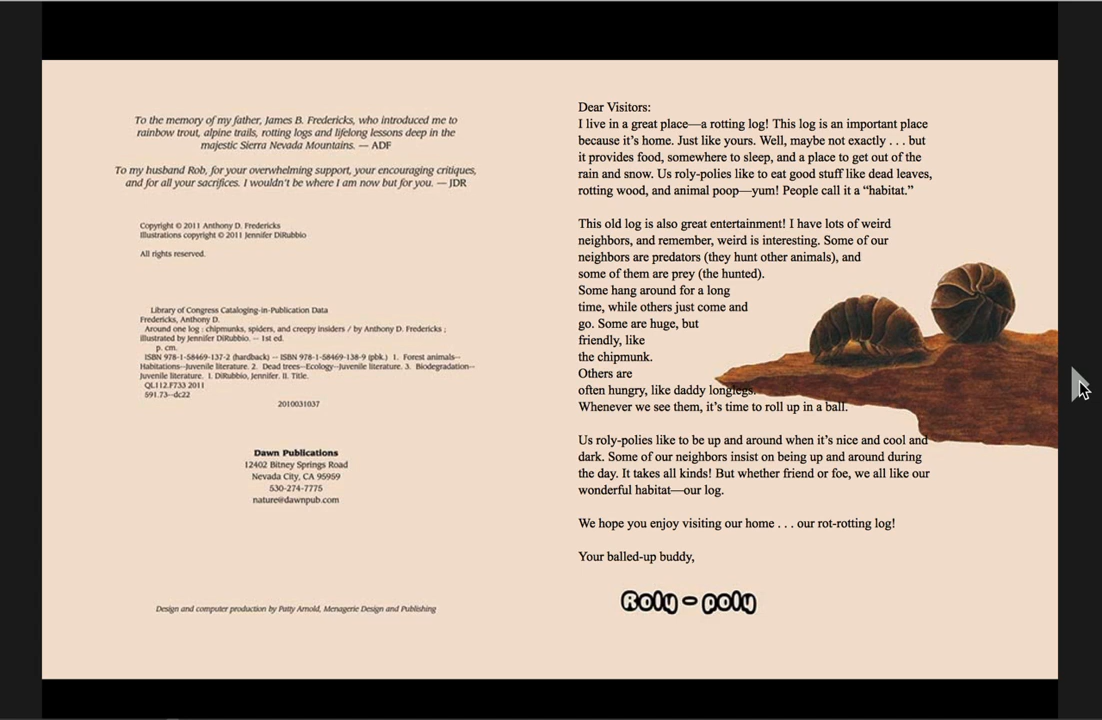 To the memory of my father, James B. Fredericks, who introduced me to
rainbow trout, alpine trails, rotting logs and lifelong lessons deep in the
majestic Sierra Nevada Mountains. — ADF
To my husband Rob, for your overwhelming support, your encouraging critiques,
and for all your sacrifices. I wouldn't be where I am now but for you. — JDR
Copyright © 2011 Anthony D. Fredericks
Illustrations copyright © 2011 Jennifer DiRubbio
All rights reserved.
Library of Congress Cataloging-in-Publication Data
Fredericks, Anthony D.
Around one log : chipmunks, spiders, and creepy insiders / by Anthony D. Fredericks ;
illustrated by Jennifer DiRubbio. -- 1st ed.
p. cm.
ISBN 978-1-58469-137-2 (hardback) -- ISBN 978-1-58469-138-9 (pbk.) 1. Forest animals--
Habitations--Juvenile literature. 2. Dead trees--Ecology--Juvenile literature. 3. Biodegradation--
Juvenile literature. I. DiRubbio, Jennifer. II. Title.
QL112.F733 2011
591.73--dc22
2010031037
Dawn Publications
12402 Bitney Springs Road
Nevada City, CA 95959
530-274-7775
nature@dawnpub.com
Design and computer production by Patty Arnold, Menagerie Design and Publishing
Dear Visitors:
I live in a great place—a rotting log! This log is an important place
because it's home. Just like yours. Well, maybe not exactly . . . but
it provides food, somewhere to sleep, and a place to get out of the
rain and snow. Us roly-polies like to eat good stuff like dead leaves,
rotting wood, and animal poop—yum! People call it a “habitat.”
This old log is also great entertainment! I have lots of weird
neighbors, and remember, weird is interesting. Some of our
neighbors are predators (they hunt other animals), and
some of them are prey (the hunted).
Some hang around for a long
time, while others just come and
go. Some are huge, but
friendly, like
the chipmunk.
Others are
often hungry, like daddy longlegs.
Whenever we see them, it's time to roll up in a ball.
Us roly-polies like to be up and around when it's nice and cool and
dark. Some of our neighbors insist on being up and around during
the day. It takes all kinds! But whether friend or foe, we all like our
wonderful habitat—our log.
We hope you enjoy visiting our home . . . our rot-rotting log!
Your balled-up buddy,
Roly-poly